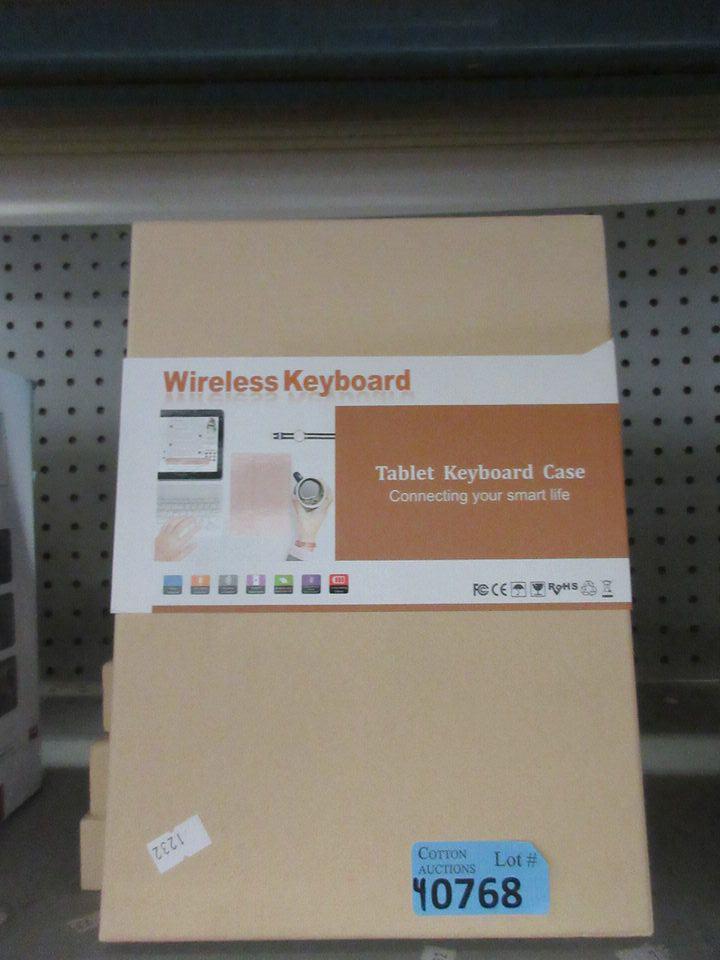 Wireless Keyboard
Tablet Keyboard Case
Connecting your smart life
FC CE RoHS
1232
COTTON AUCTIONS Lot #
40768